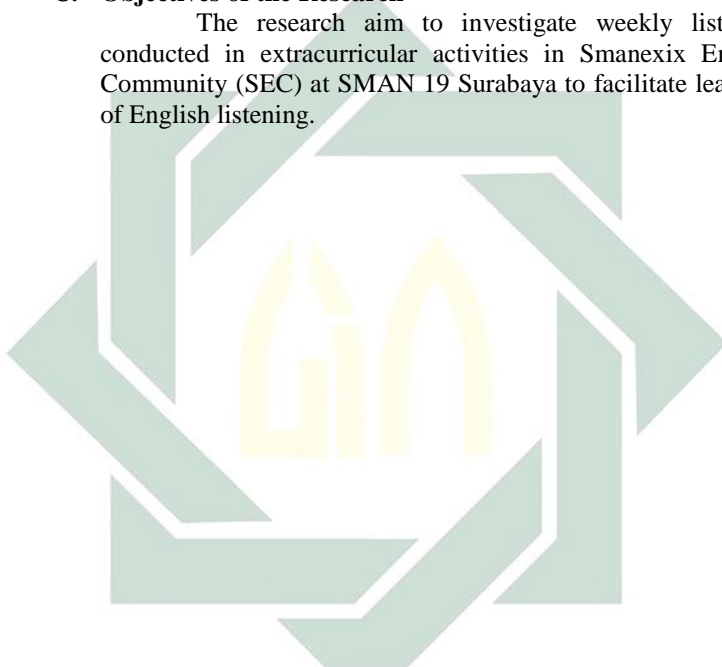 C. Objectives of the Research
The research aim to investigate weekly list
conducted in extracurricular activities in Smanexix En
Community (SEC) at SMAN 19 Surabaya to facilitate lea
of English listening.